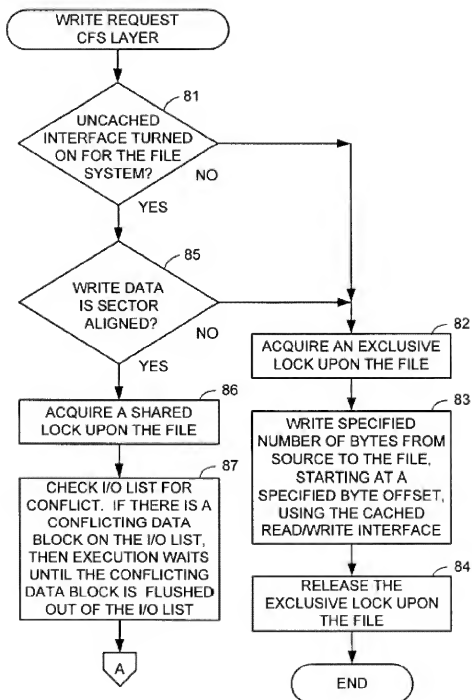 WRITE REQUEST
CFS LAYER
81
UNCACHED
INTERFACE TURNED
ON FOR THE FILE
SYSTEM?
NO
YES
85
WRITE DATA
IS SECTOR
ALIGNED?
NO
YES
86
ACQUIRE A SHARED
LOCK UPON THE FILE
87
CHECK I/O LIST FOR
CONFLICT. IF THERE IS A
CONFLICTING DATA
BLOCK ON THE I/O LIST,
THEN EXECUTION WAITS
UNTIL THE CONFLICTING
DATA BLOCK IS FLUSHED
OUT OF THE I/O LIST
A
82
ACQUIRE AN EXCLUSIVE
LOCK UPON THE FILE
83
WRITE SPECIFIED
NUMBER OF BYTES FROM
SOURCE TO THE FILE,
STARTING AT A
SPECIFIED BYTE OFFSET,
USING THE CACHED
READ/WRITE INTERFACE
84
RELEASE THE
EXCLUSIVE LOCK UPON
THE FILE
END